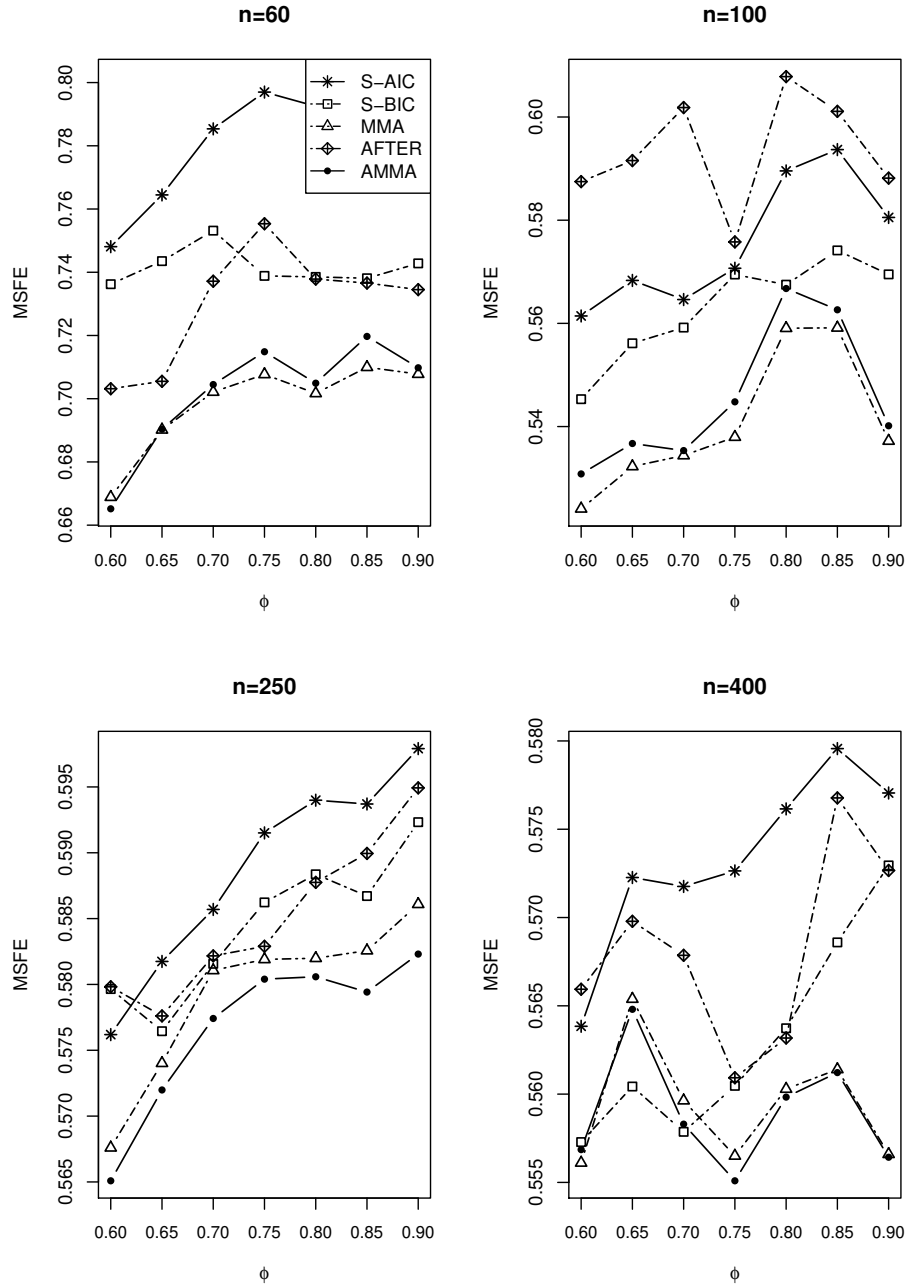 n=60
MSFE
0.66 0.68 0.70 0.72 0.74 0.76 0.78 0.80
S−AIC
S−BIC
MMA
AFTER
AMMA
0.60 0.65 0.70 0.75 0.80 0.85 0.90
ϕ
n=100
MSFE
0.54 0.56 0.58 0.60
0.60 0.65 0.70 0.75 0.80 0.85 0.90
ϕ
n=250
MSFE
0.565 0.570 0.575 0.580 0.585 0.590 0.595
0.60 0.65 0.70 0.75 0.80 0.85 0.90
ϕ
n=400
MSFE
0.555 0.560 0.565 0.570 0.575 0.580
0.60 0.65 0.70 0.75 0.80 0.85 0.90
ϕ